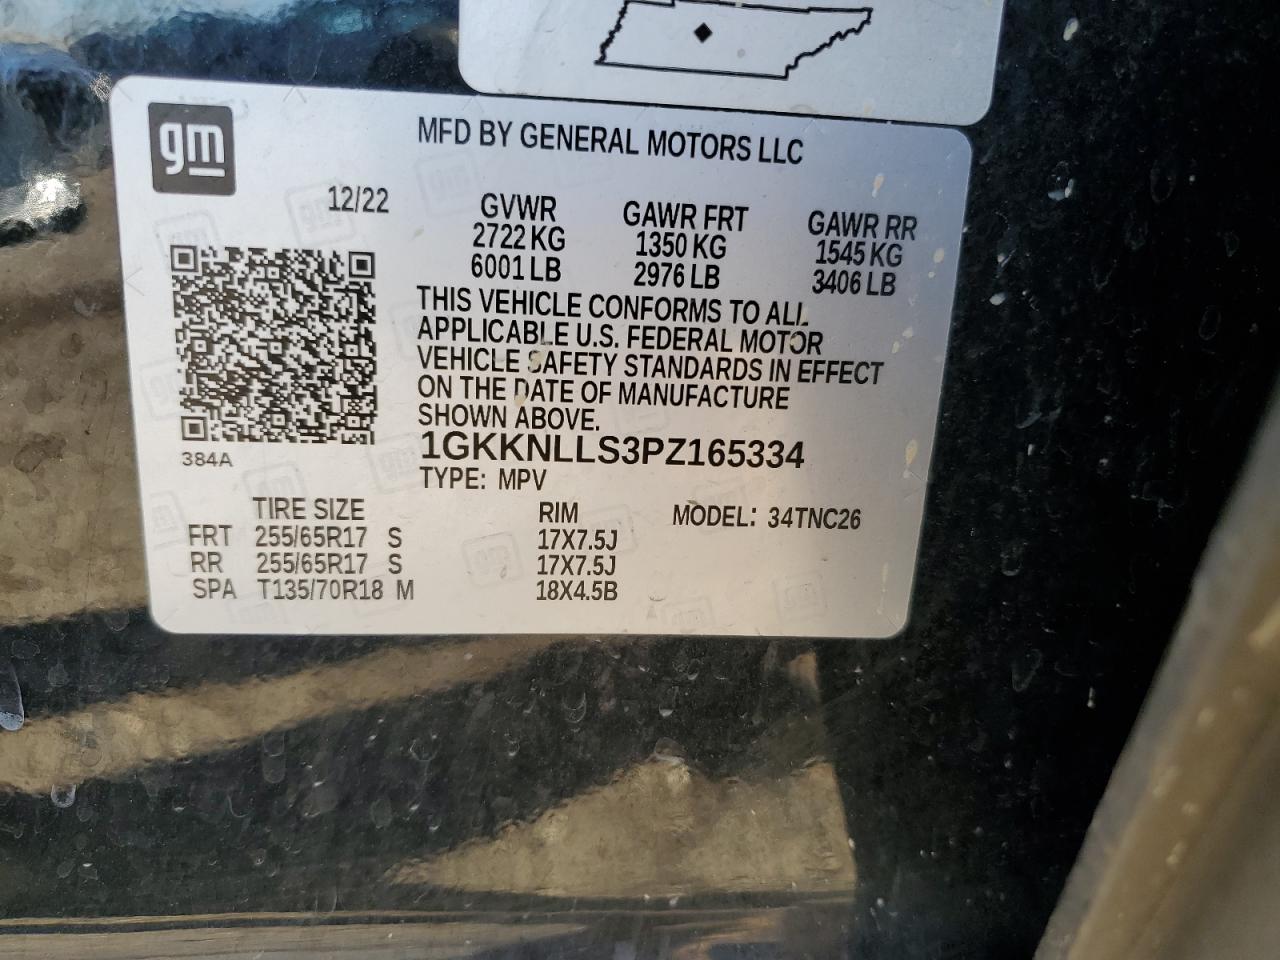 gm
MFD BY GENERAL MOTORS LLC
12/22
GVWR GAWR FRT GAWR RR
2722 KG 1350 KG 1545 KG
6001 LB 2976 LB 3406 LB
THIS VEHICLE CONFORMS TO ALL
APPLICABLE U.S. FEDERAL MOTOR
VEHICLE SAFETY STANDARDS IN EFFECT
ON THE DATE OF MANUFACTURE
SHOWN ABOVE.
384A
1GKKNLLS3PZ165334
TYPE: MPV
TIRE SIZE RIM MODEL: 34TNC26
FRT 255/65R17 S 17X7.5J
RR 255/65R17 S 17X7.5J
SPA T135/70R18 M 18X4.5B